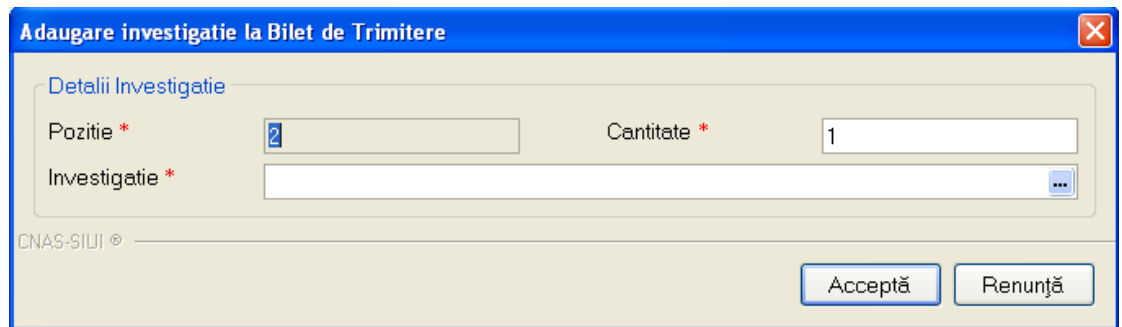 Adaugare investigatie la Bilet de Trimitere
Detalii Investigatie
Pozitie * 2 Cantitate * 1
Investigatie * ...
CNAS-SIUI ®
Acceptă Renunţă